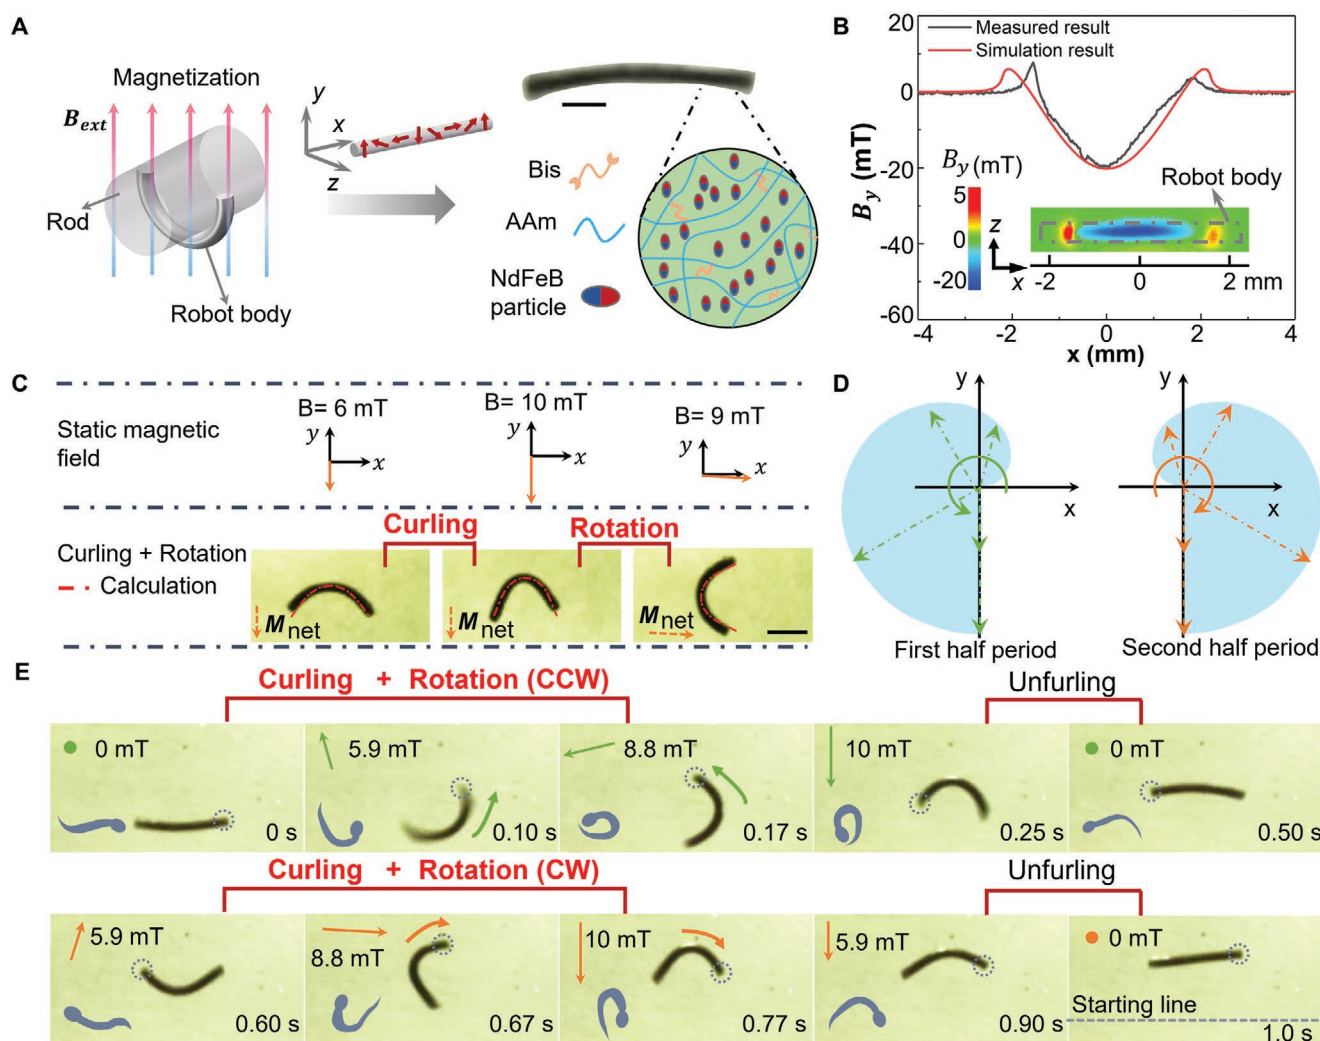 A
Magnetization
B_ext
y
x
z
Rod
Robot body
Bis
AAm
NdFeB
particle
B
20
0
-20
-40
-60
B_y (mT)
Measured result
Simulation result
B_y (mT)
5
0
-20
Robot body
z
x
-2
0
2 mm
-4
-2
0
2
4
x (mm)
C
Static magnetic
field
B= 6 mT
y
x
B= 10 mT
y
x
B= 9 mT
y
x
Curling
Rotation
Curling + Rotation
Calculation
M_net
M_net
M_net
D
y
x
First half period
y
x
Second half period
E
Curling + Rotation (CCW)
Unfurling
0 mT
0 s
5.9 mT
0.10 s
8.8 mT
0.17 s
10 mT
0.25 s
0 mT
0.50 s
Curling + Rotation (CW)
Unfurling
5.9 mT
0.60 s
8.8 mT
0.67 s
10 mT
0.77 s
5.9 mT
0.90 s
0 mT
Starting line
1.0 s